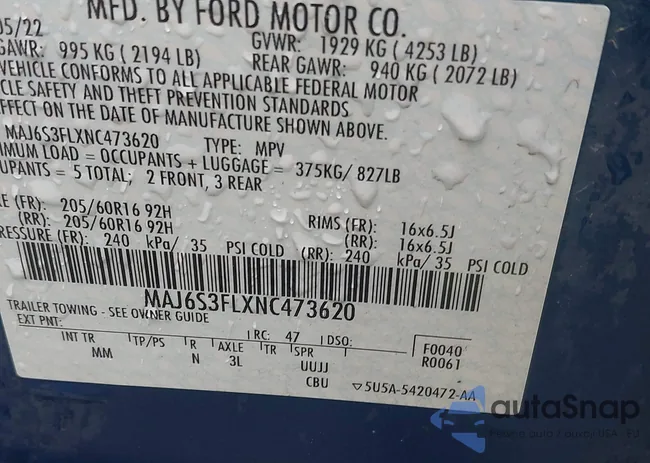 MFD. BY FORD MOTOR CO.
05/22
GVWR: 1929 KG ( 4253 LB)
GAWR: 995 KG ( 2194 LB)
REAR GAWR: 940 KG ( 2072 LB)
VEHICLE CONFORMS TO ALL APPLICABLE FEDERAL MOTOR
CLE SAFETY AND THEFT PREVENTION STANDARDS
EFFECT ON THE DATE OF MANUFACTURE SHOWN ABOVE.
MAJ6S3FLXNC473620 TYPE: MPV
IMUM LOAD = OCCUPANTS + LUGGAGE = 375KG/ 827LB
UPANTS = 5 TOTAL; 2 FRONT, 3 REAR
E (FR): 205/60R16 92H RIMS (FR): 16x6.5J
(RR): 205/60R16 92H (RR): 16x6.5J
RESSURE (FR): 240 kPa/ 35 PSI COLD (RR): 240 kPa/ 35 PSI COLD
MAJ6S3FLXNC473620
TRAILER TOWING - SEE OWNER GUIDE
EXT PNT: RC: 47 DSO:
INT TR TP/PS R AXLE TR SPR
MM N 3L UUJJ
CBU
F0040
R0061
5U5A-5420472-AA
autoSnap